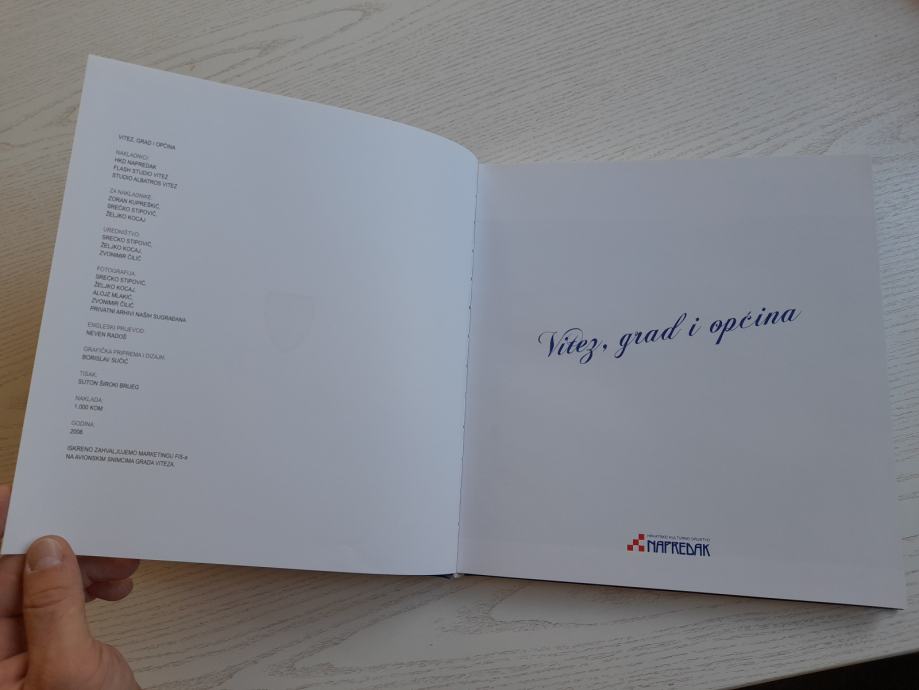 VITEZ, GRAD I OPĆINA
NAKLADNICI:
HKD NAPREDAK
FLASH STUDIO VITEZ
STUDIO ALBATROS VITEZ
ZA NAKLADNIKE:
ZORAN KUPREŠKIĆ,
SREĆKO STIPOVIĆ,
ŽELJKO KOCAJ
UREDNIŠTVO:
SREĆKO STIPOVIĆ,
ŽELJKO KOCAJ,
ZVONIMIR ČILIĆ
FOTOGRAFIJA:
SREĆKO STIPOVIĆ,
ŽELJKO KOCAJ,
ALOJZ MLAKIĆ,
ZVONIMIR ČILIĆ
PRIVATNI ARHIVI NAŠIH SUGRAĐANA
ENGLESKI PRIJEVOD:
NEVEN RADOŠ
GRAFIČKA PRIPREMA I DIZAJN:
BORISLAV SUČIĆ
TISAK:
SUTON ŠIROKI BRIJEG
NAKLADA:
1.000 KOM
GODINA:
2006.
ISKRENO ZAHVALJUJEMO MARKETINGU FIS-a
NA AVIONSKIM SNIMCIMA GRADA VITEZA.
Vitez, grad i općina
HRVATSKO KULTURNO DRUŠTVO
NAPREDAK